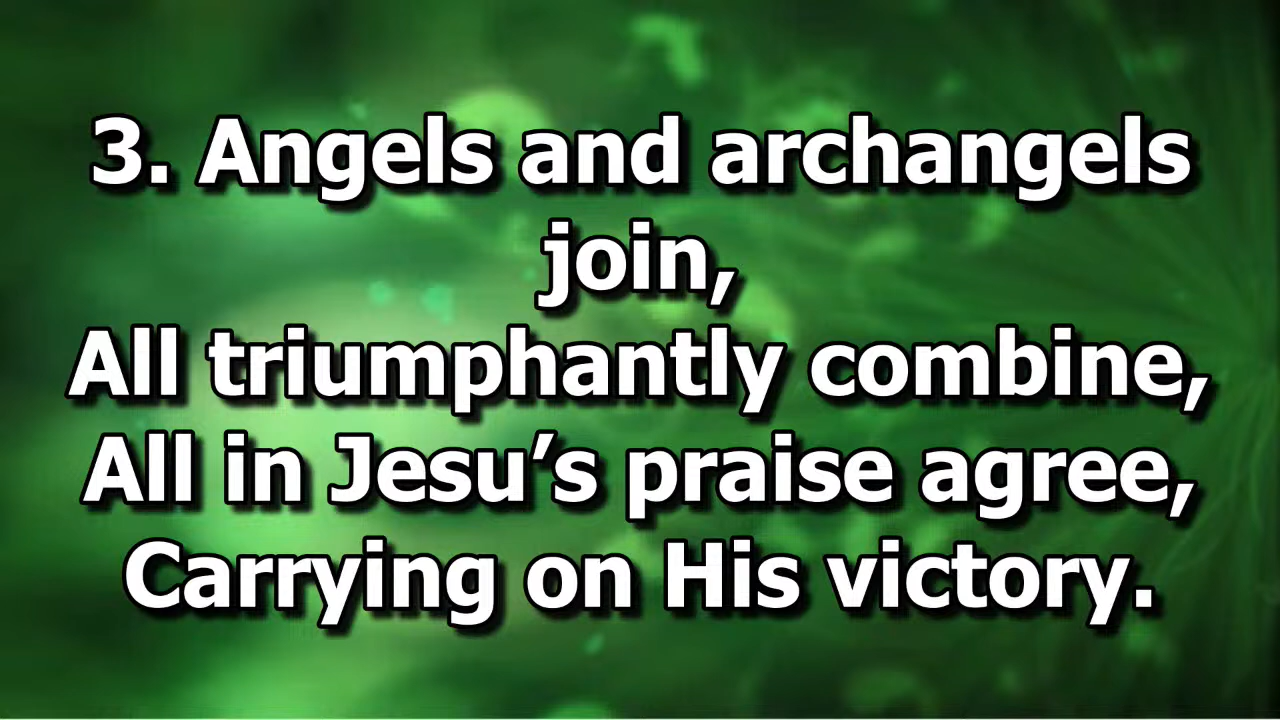 3. Angels and archangels
join,
All triumphantly combine,
All in Jesu’s praise agree,
Carrying on His victory.